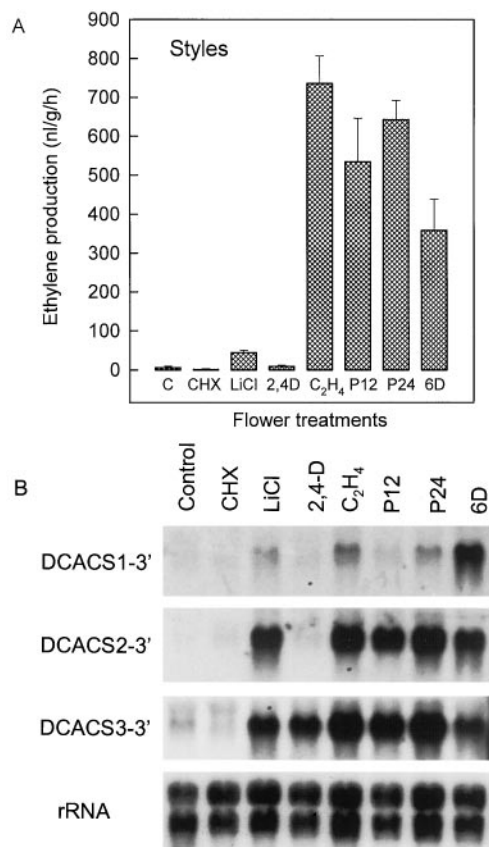 A
900
800
700
600
500
400
300
200
100
0
Ethylene production (nl/g/h)
Styles
C CHX LiCl 2,4D C₂H₄ P12 P24 6D
Flower treatments
B
Control CHX LiCl 2,4-D C₂H₄ P12 P24 6D
DCACS1-3'
DCACS2-3'
DCACS3-3'
rRNA